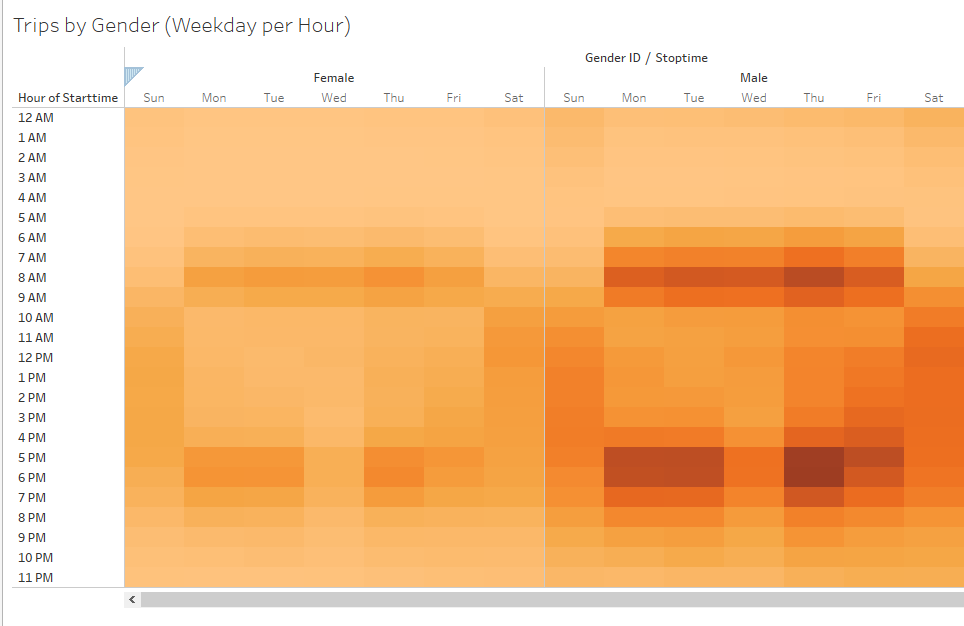 Trips by Gender (Weekday per Hour)
Gender ID / Stoptime
Female Male
Hour of Starttime Sun Mon Tue Wed Thu Fri Sat Sun Mon Tue Wed Thu Fri Sat
12 AM
1 AM
2 AM
3 AM
4 AM
5 AM
6 AM
7 AM
8 AM
9 AM
10 AM
11 AM
12 PM
1 PM
2 PM
3 PM
4 PM
5 PM
6 PM
7 PM
8 PM
9 PM
10 PM
11 PM